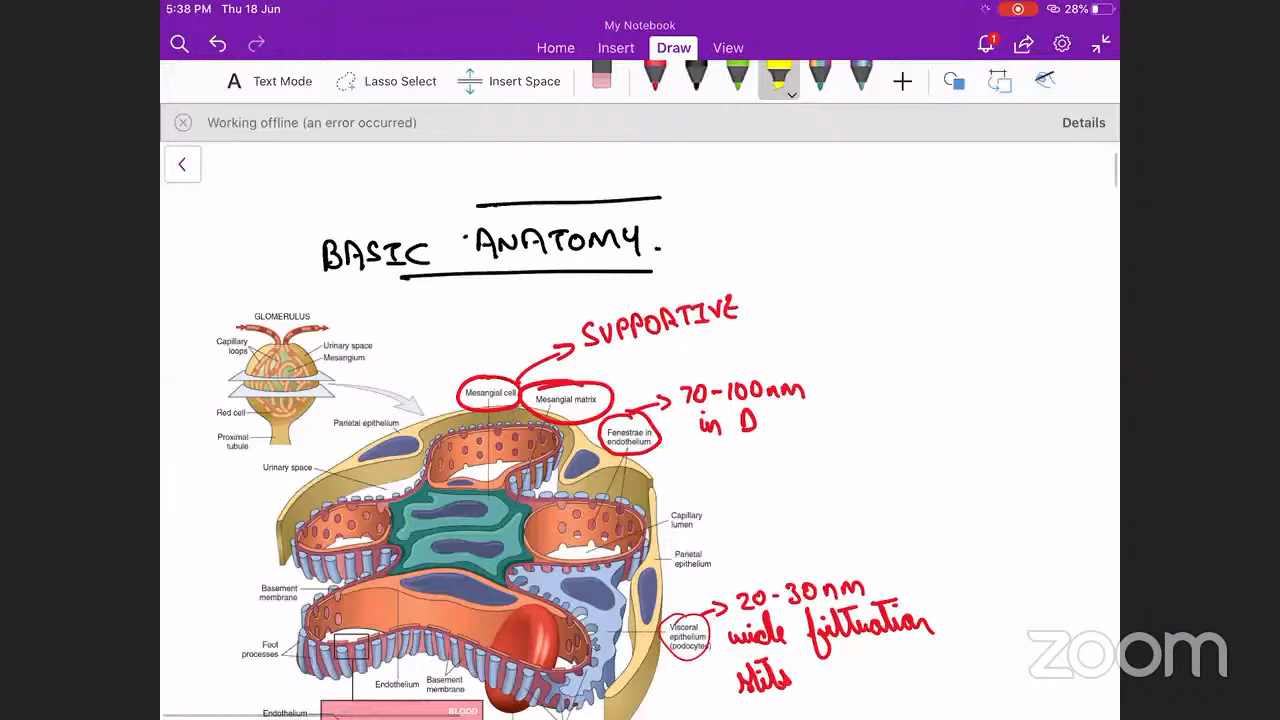 5:38 PM Thu 18 Jun
28%
My Notebook
Home Insert Draw View
1
A Text Mode Lasso Select Insert Space
Working offline (an error occurred) Details
BASIC ANATOMY.
SUPPORATIVE
GLOMERULUS
Capillary
loops
Urinary space
Mesangium
Red cell
Proximal
tubule
Mesangial cell
Mesangial matrix
70-100nm
in D
Fenestrae in
endothelium
Parietal epithelium
Urinary space
Capillary
lumen
Parietal
epithelium
Basement
membrane
20-30nm
wide filtration
slits
Visceral
epithelium
(podocytes)
Foot
processes
Endothelium
Basement
membrane
Endothelium
BLOOD
zoom